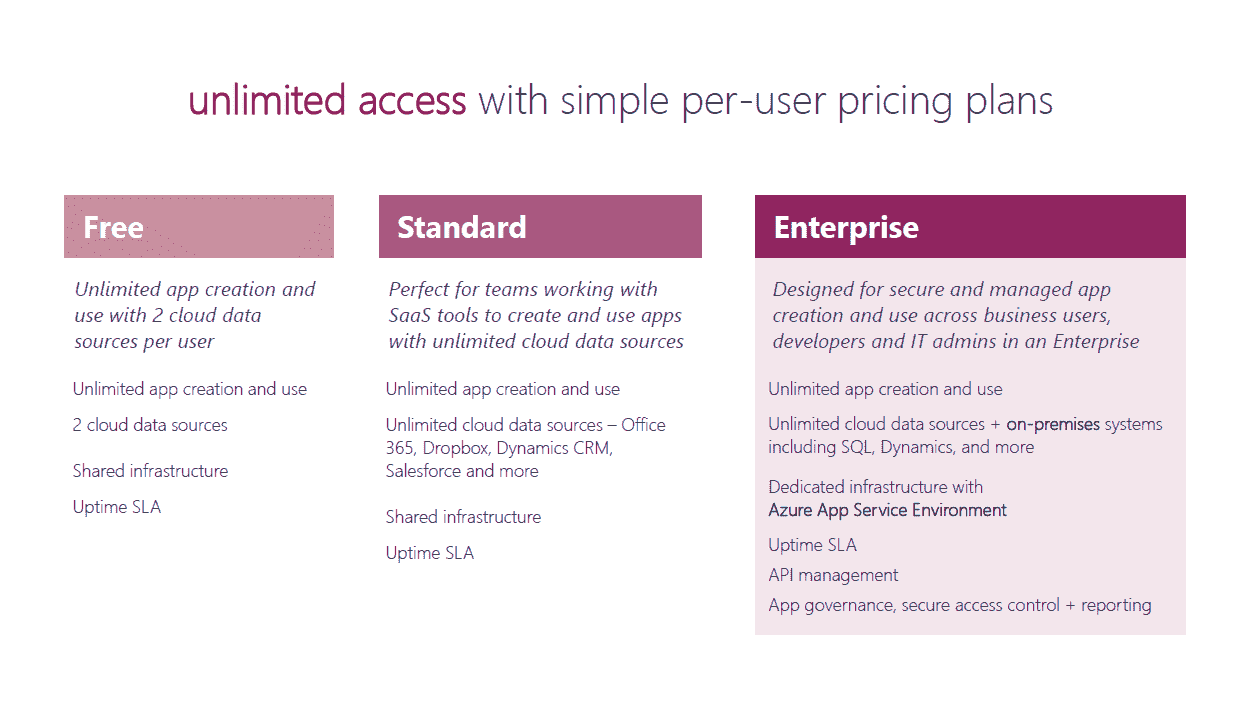 unlimited access with simple per-user pricing plans
Free
Unlimited app creation and
use with 2 cloud data
sources per user
Unlimited app creation and use
2 cloud data sources
Shared infrastructure
Uptime SLA
Standard
Perfect for teams working with
SaaS tools to create and use apps
with unlimited cloud data sources
Unlimited app creation and use
Unlimited cloud data sources – Office
365, Dropbox, Dynamics CRM,
Salesforce and more
Shared infrastructure
Uptime SLA
Enterprise
Designed for secure and managed app
creation and use across business users,
developers and IT admins in an Enterprise
Unlimited app creation and use
Unlimited cloud data sources + on-premises systems
including SQL, Dynamics, and more
Dedicated infrastructure with
Azure App Service Environment
Uptime SLA
API management
App governance, secure access control + reporting